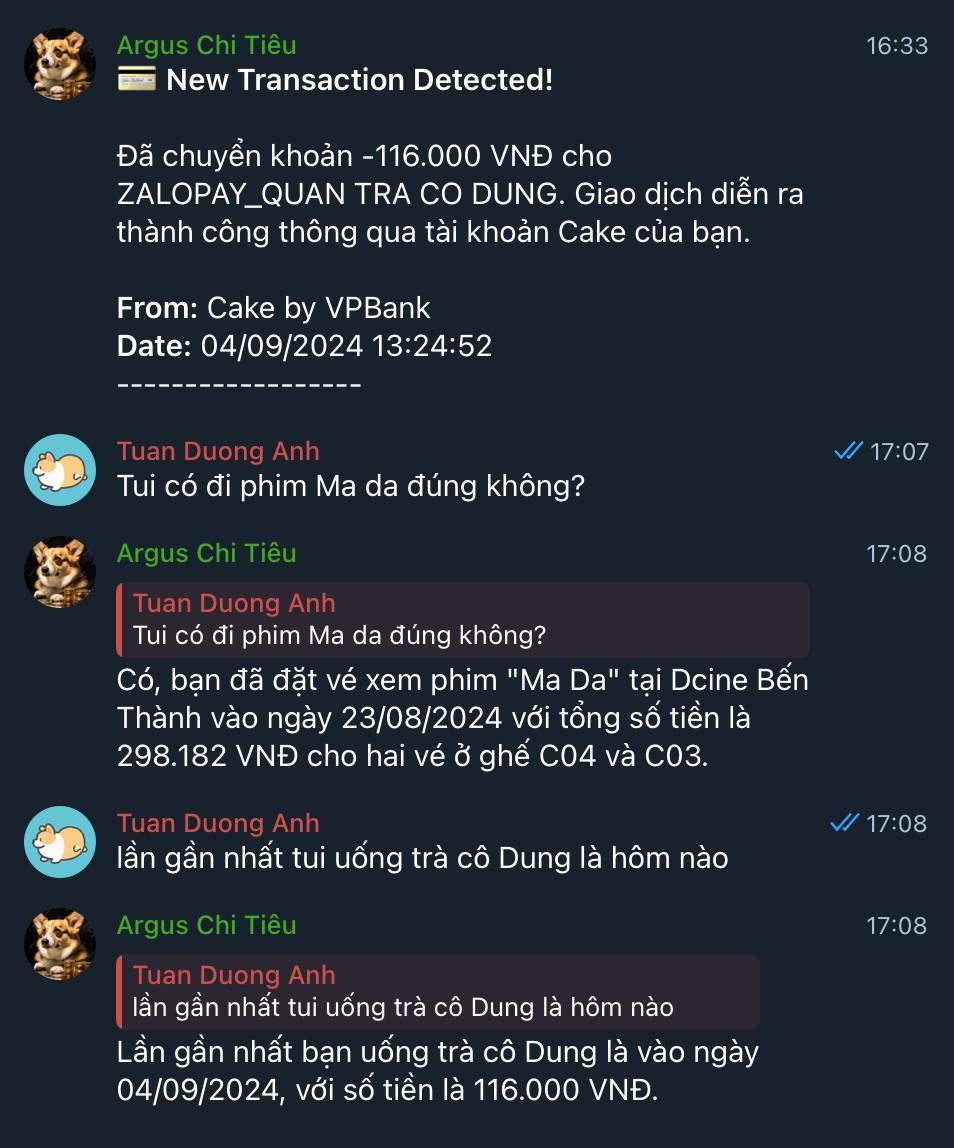 Argus Chi Tiêu 16:33
💳 New Transaction Detected!
Đã chuyển khoản -116.000 VNĐ cho
ZALOPAY_QUAN TRA CO DUNG. Giao dịch diễn ra
thành công thông qua tài khoản Cake của bạn.
From: Cake by VPBank
Date: 04/09/2024 13:24:52
------------------
Tuan Duong Anh 17:07
Tui có đi phim Ma da đúng không?
Argus Chi Tiêu 17:08
Tuan Duong Anh
Tui có đi phim Ma da đúng không?
Có, bạn đã đặt vé xem phim "Ma Da" tại Dcine Bến
Thành vào ngày 23/08/2024 với tổng số tiền là
298.182 VNĐ cho hai vé ở ghế C04 và C03.
Tuan Duong Anh 17:08
lần gần nhất tui uống trà cô Dung là hôm nào
Argus Chi Tiêu 17:08
Tuan Duong Anh
lần gần nhất tui uống trà cô Dung là hôm nào
Lần gần nhất bạn uống trà cô Dung là vào ngày
04/09/2024, với số tiền là 116.000 VNĐ.